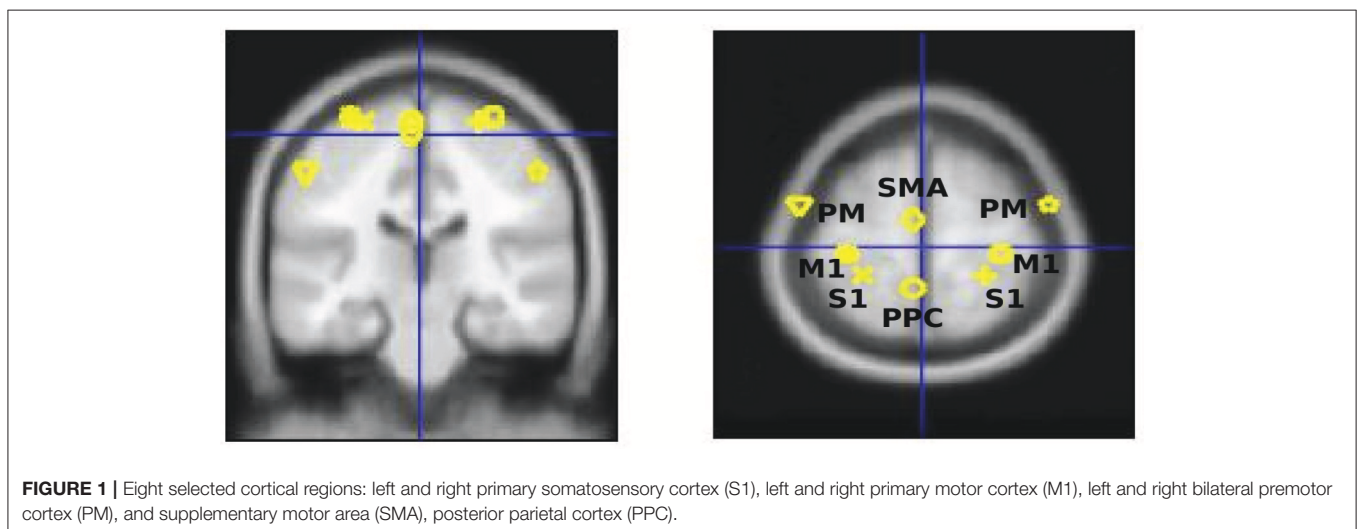 SMA
PM PM
M1 M1
S1 S1
PPC
FIGURE 1 | Eight selected cortical regions: left and right primary somatosensory cortex (S1), left and right primary motor cortex (M1), left and right bilateral premotor
cortex (PM), and supplementary motor area (SMA), posterior parietal cortex (PPC).